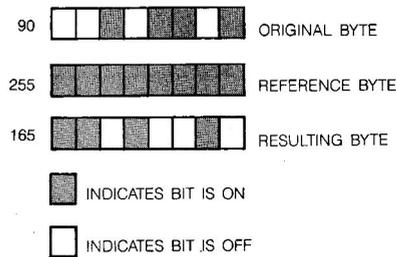 90 ORIGINAL BYTE
255 REFERENCE BYTE
165 RESULTING BYTE
INDICATES BIT IS ON
INDICATES BIT IS OFF